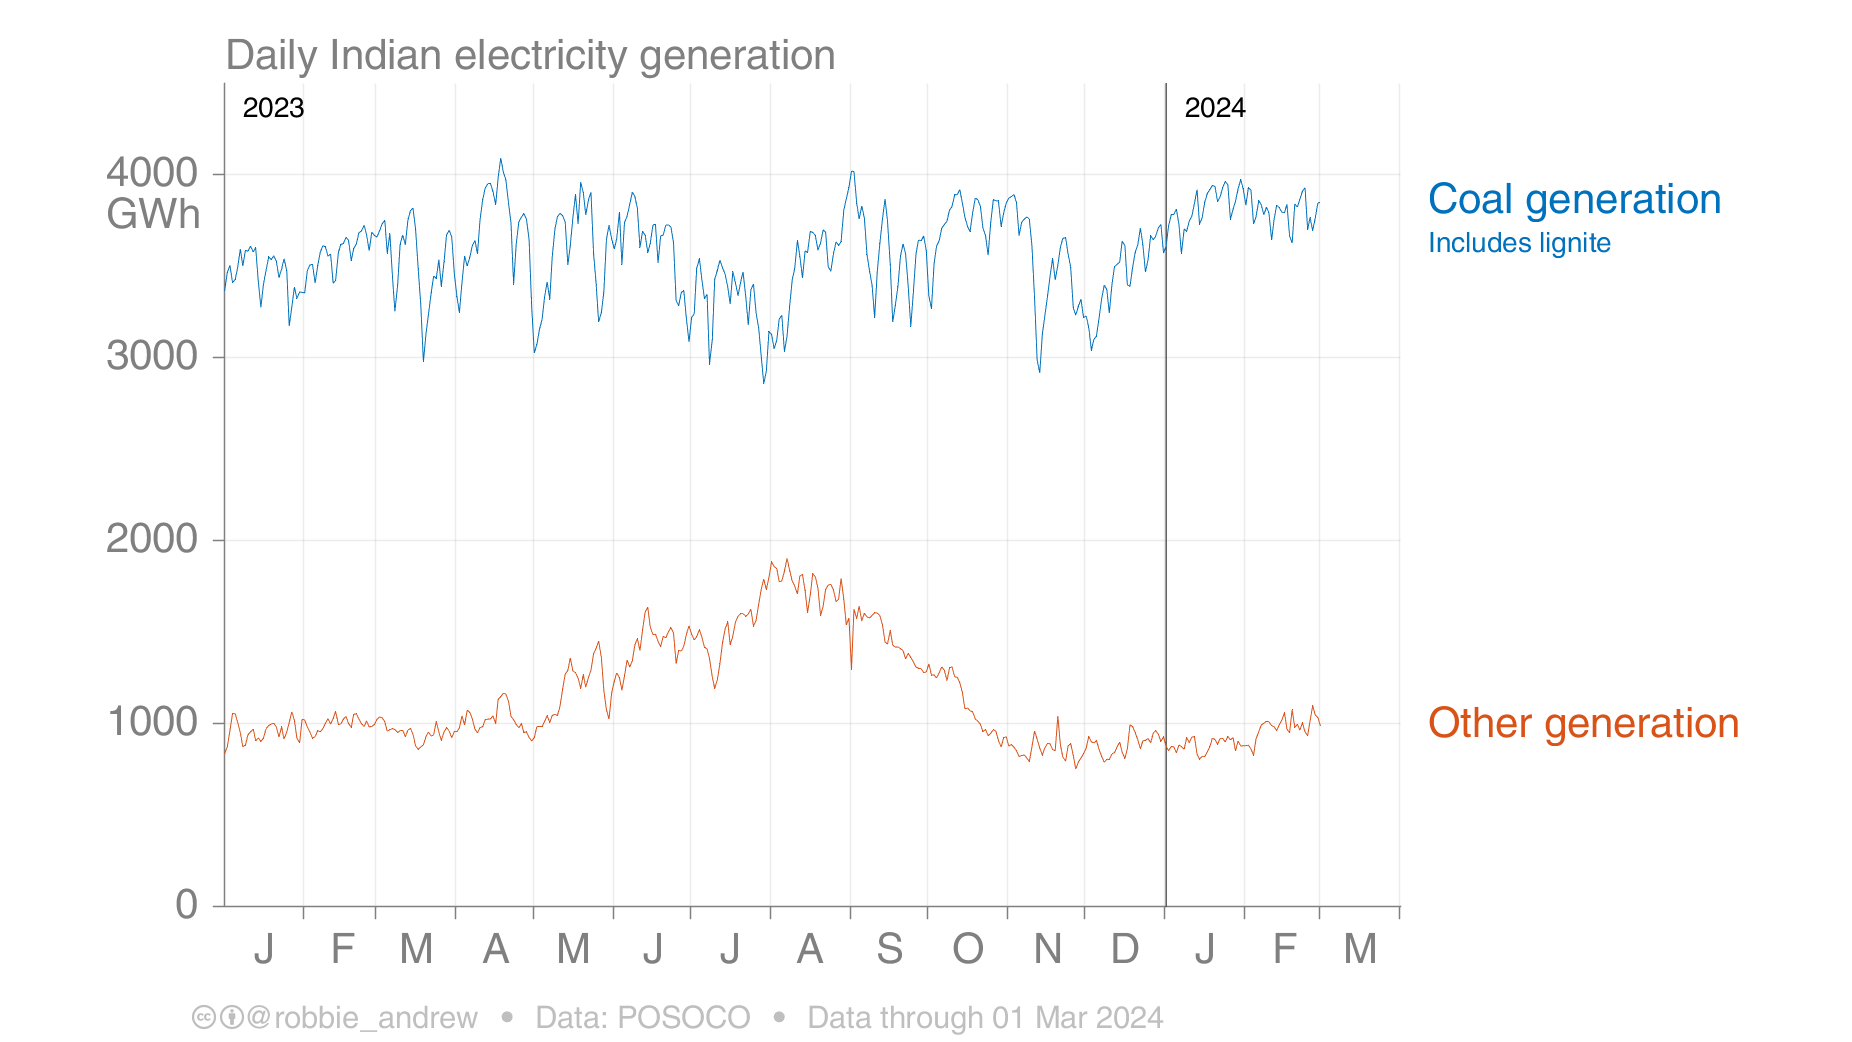 Daily Indian electricity generation
2023
2024
4000
GWh
3000
2000
1000
0
Coal generation
Includes lignite
Other generation
J F M A M J J A S O N D J F M
@robbie_andrew • Data: POSOCO • Data through 01 Mar 2024